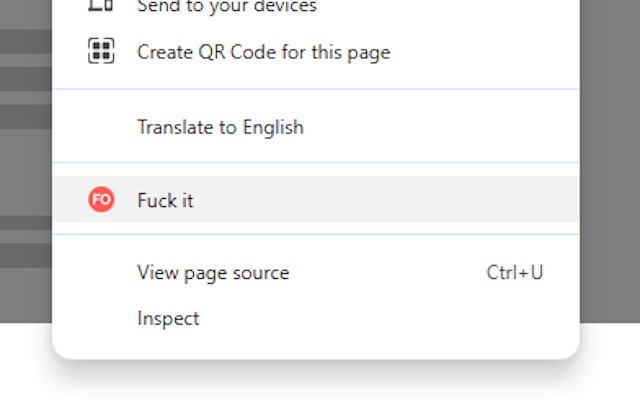 Send to your devices
Create QR Code for this page
Translate to English
FO Fuck it
View page source Ctrl+U
Inspect